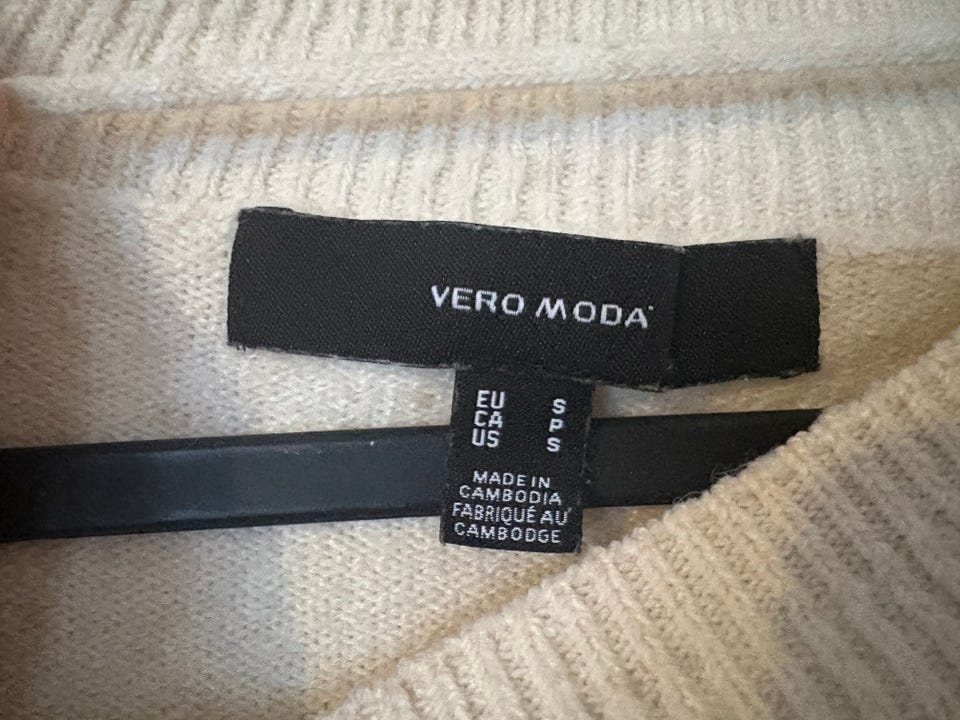 VERO MODA
EU S
CA P
US S
MADE IN
CAMBODIA
FABRIQUÉ AU
CAMBODGE